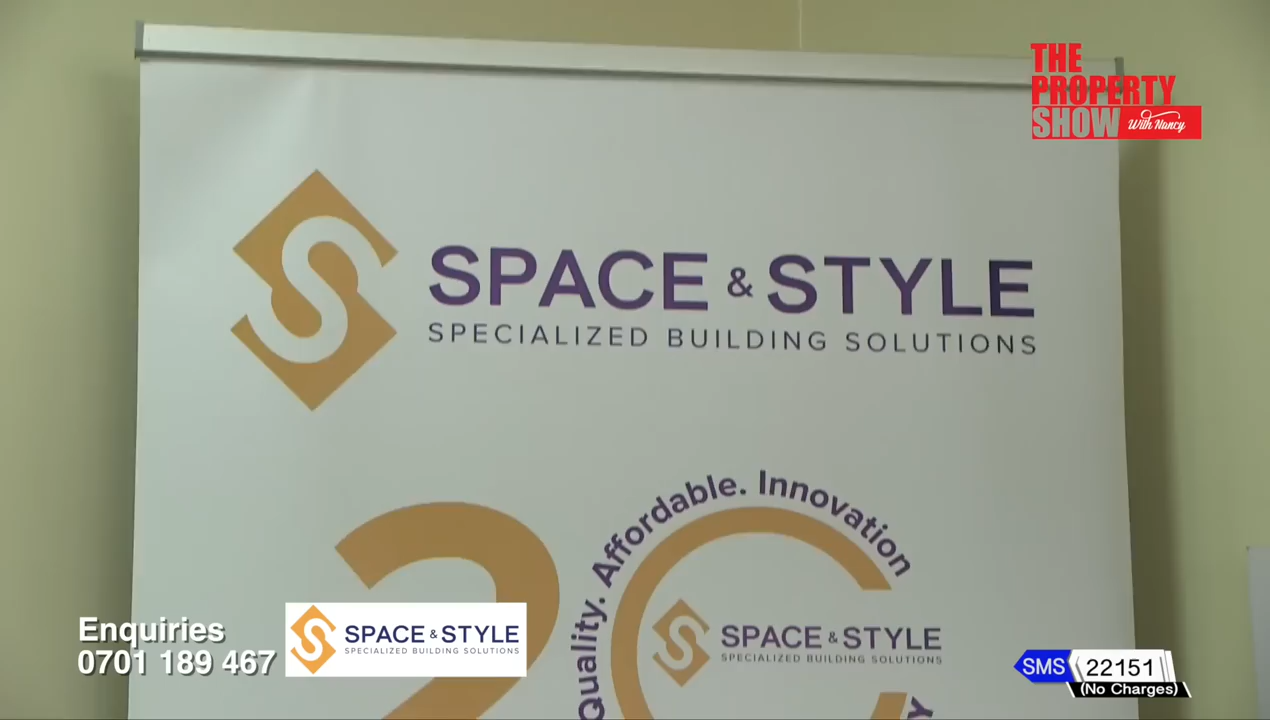 THE
PROPERTY
SHOW With Nancy
SPACE & STYLE
SPECIALIZED BUILDING SOLUTIONS
Quality. Affordable. Innovation
20
SPACE & STYLE
SPECIALIZED BUILDING SOLUTIONS
Enquiries
0701 189 467
SPACE & STYLE
SPECIALIZED BUILDING SOLUTIONS
SMS 22151
(No Charges)